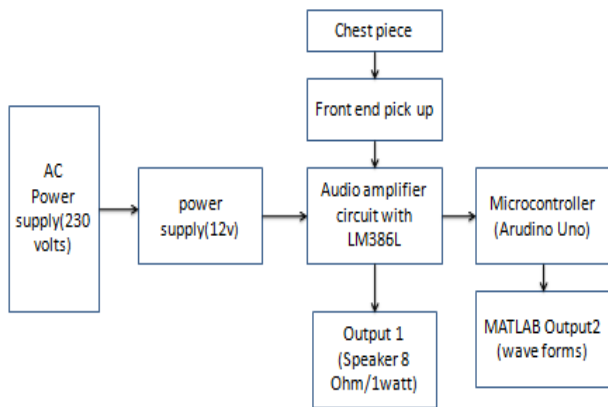 Chest piece
Front end pick up
AC
Power
supply(230
volts)
power
supply(12v)
Audio amplifier
circuit with
LM386L
Microcontroller
(Arudino Uno)
Output 1
(Speaker 8
Ohm/1watt)
MATLAB Output2
(wave forms)